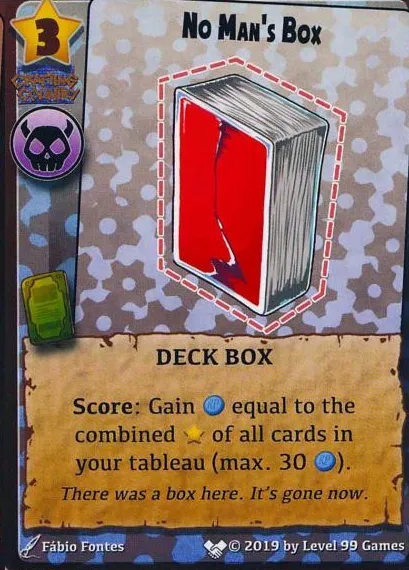 3
No Man's Box
DECK BOX
Score: Gain equal to the
combined of all cards in
your tableau (max. 30 ).
There was a box here. It's gone now.
Fábio Fontes
© 2019 by Level 99 Games